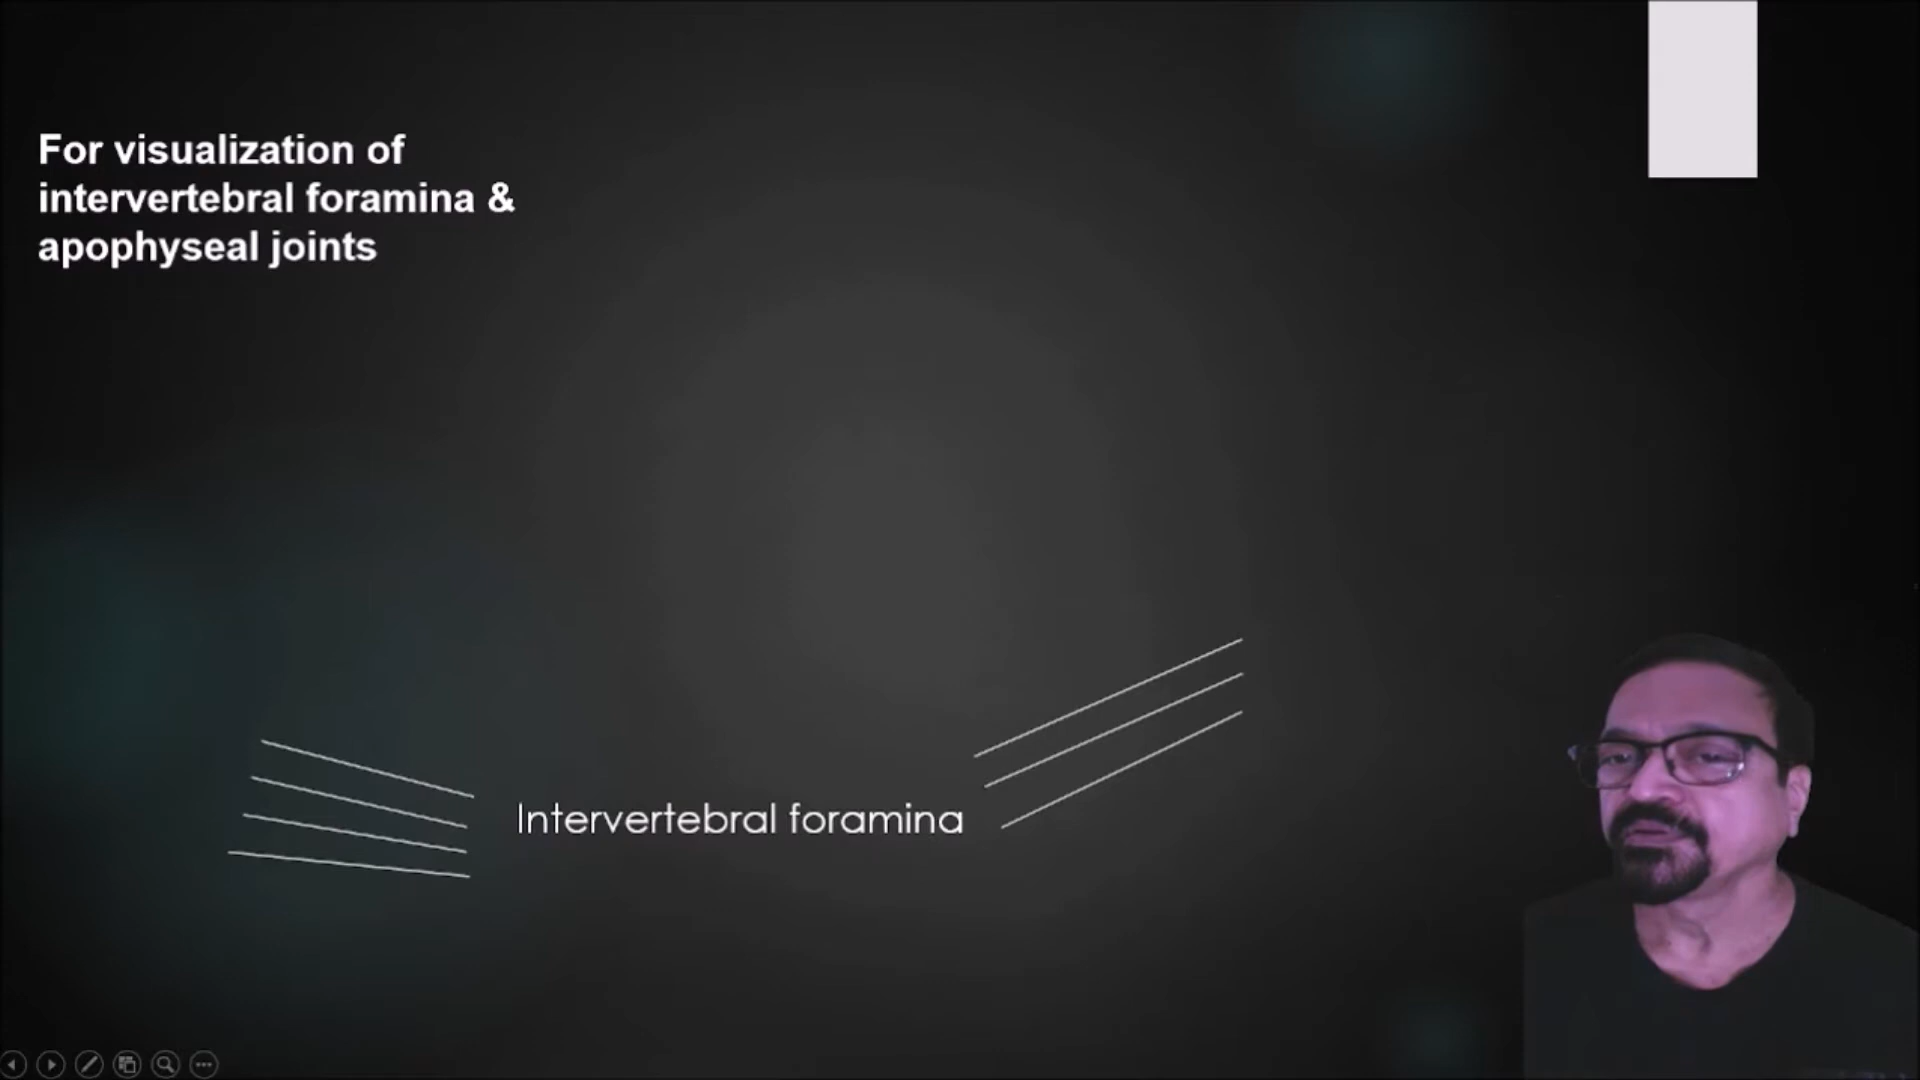 For visualization of
intervertebral foramina &
apophyseal joints
Intervertebral foramina